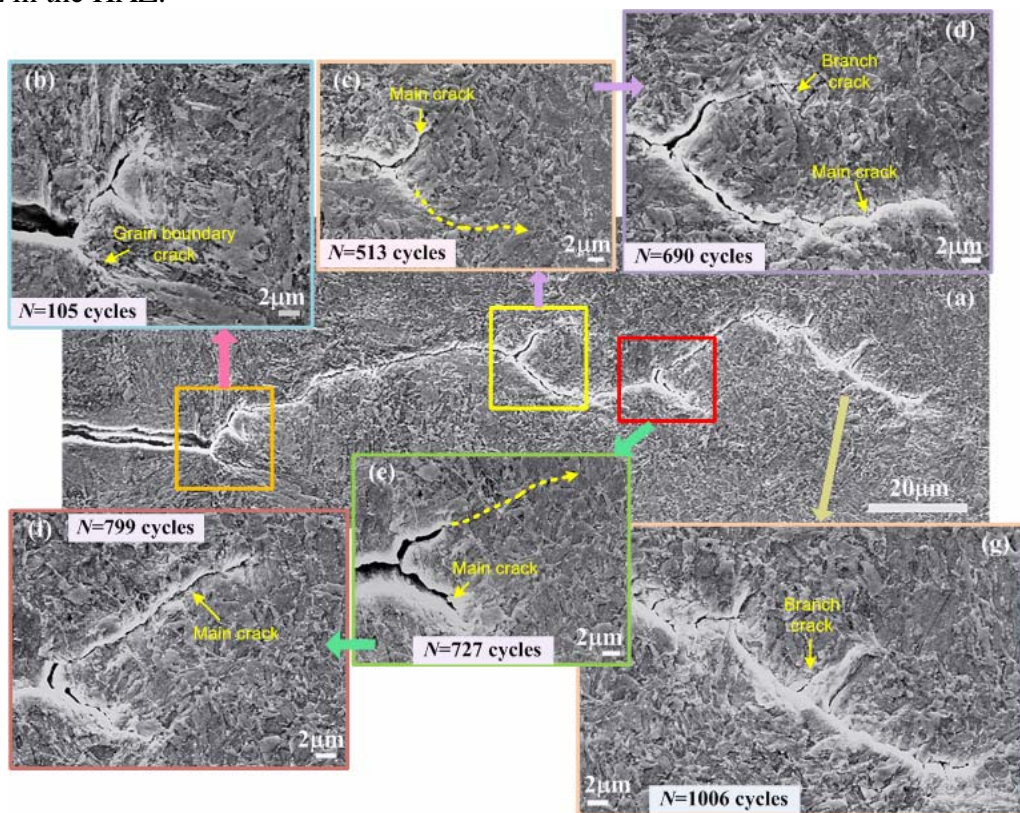 in the HAZ.
(b)
Grain boundary
crack
N=105 cycles
2μm
(c)
Main crack
N=513 cycles
2μm
(d)
Branch
crack
Main crack
N=690 cycles
2μm
(a)
20μm
(e)
Main crack
N=727 cycles
2μm
N=799 cycles
(f)
Main crack
2μm
(g)
Branch
crack
2μm
N=1006 cycles